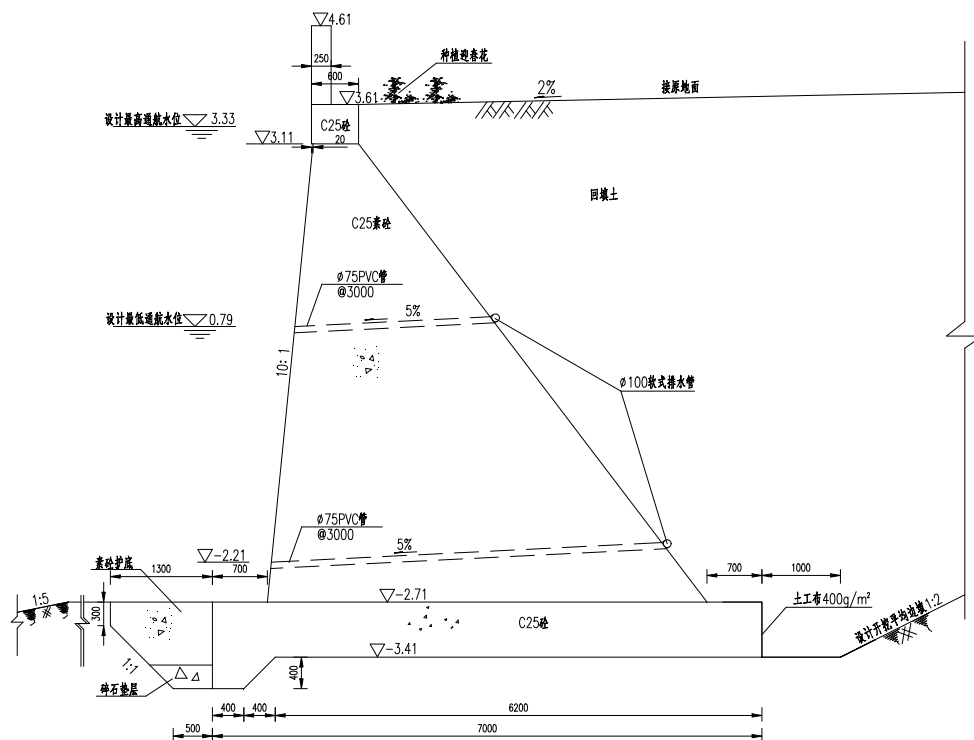 4.61
250
600
种植迎春花
3.61
2%
接原地面
设计最高通航水位 3.33
C25砼
3.11
20
回填土
C25素砼
ø75PVC管
@3000
5%
设计最低通航水位 0.79
10:1
ø100软式排水管
ø75PVC管
@3000
5%
-2.21
素砼护底
1300
700
700
1000
1:5
300
-2.71
土工布400g/m²
C25砼
设计开挖平均边坡1:2
-3.41
1:1
400
碎石垫层
400
400
6200
500
7000